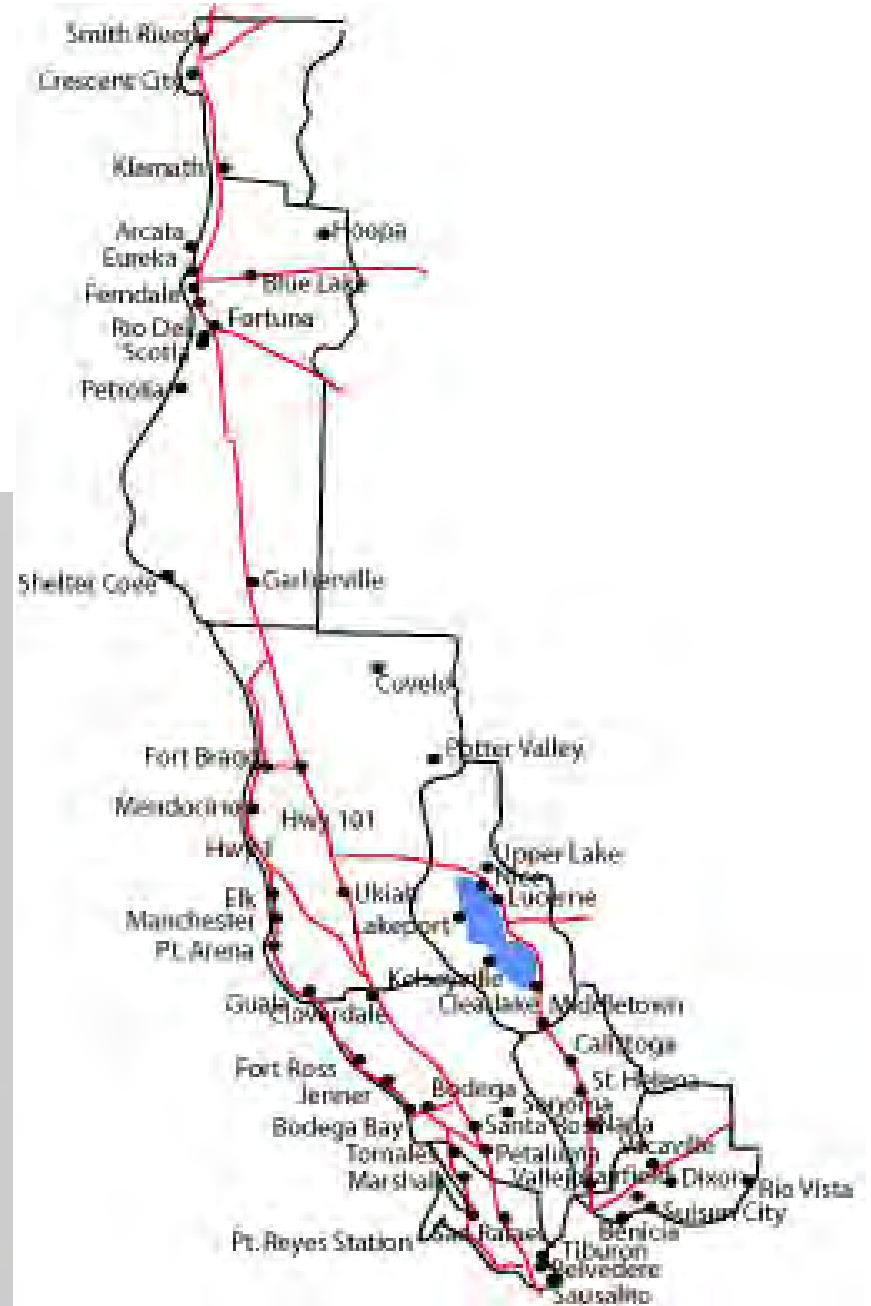 Smith River
Crescent City
Klamath
Arcata
Hoopa
Eureka
Blue Lake
Ferndale
Fortuna
Rio Del
Scotia
Petrolia
Shelter Cove
Garberville
Covelo
Fort Bragg
Potter Valley
Mendocino
Hwy 101
Hwy 1
Upper Lake
Nice
Elk
Ukiah
Lucerne
Manchester
Lakeport
Pt. Arena
Kelseyville
Gualala
Cloverdale
Clearlake
Middletown
Calistoga
Fort Ross
St. Helena
Jenner
Bodega
Sonoma
Bodega Bay
Santa Rosa
Napa
Tomales
Petaluma
Vacaville
Marshall
Vallejo
Fairfield
Dixon
Rio Vista
Suisun City
Pt. Reyes Station
San Rafael
Benicia
Tiburon
Belvedere
Sausalito